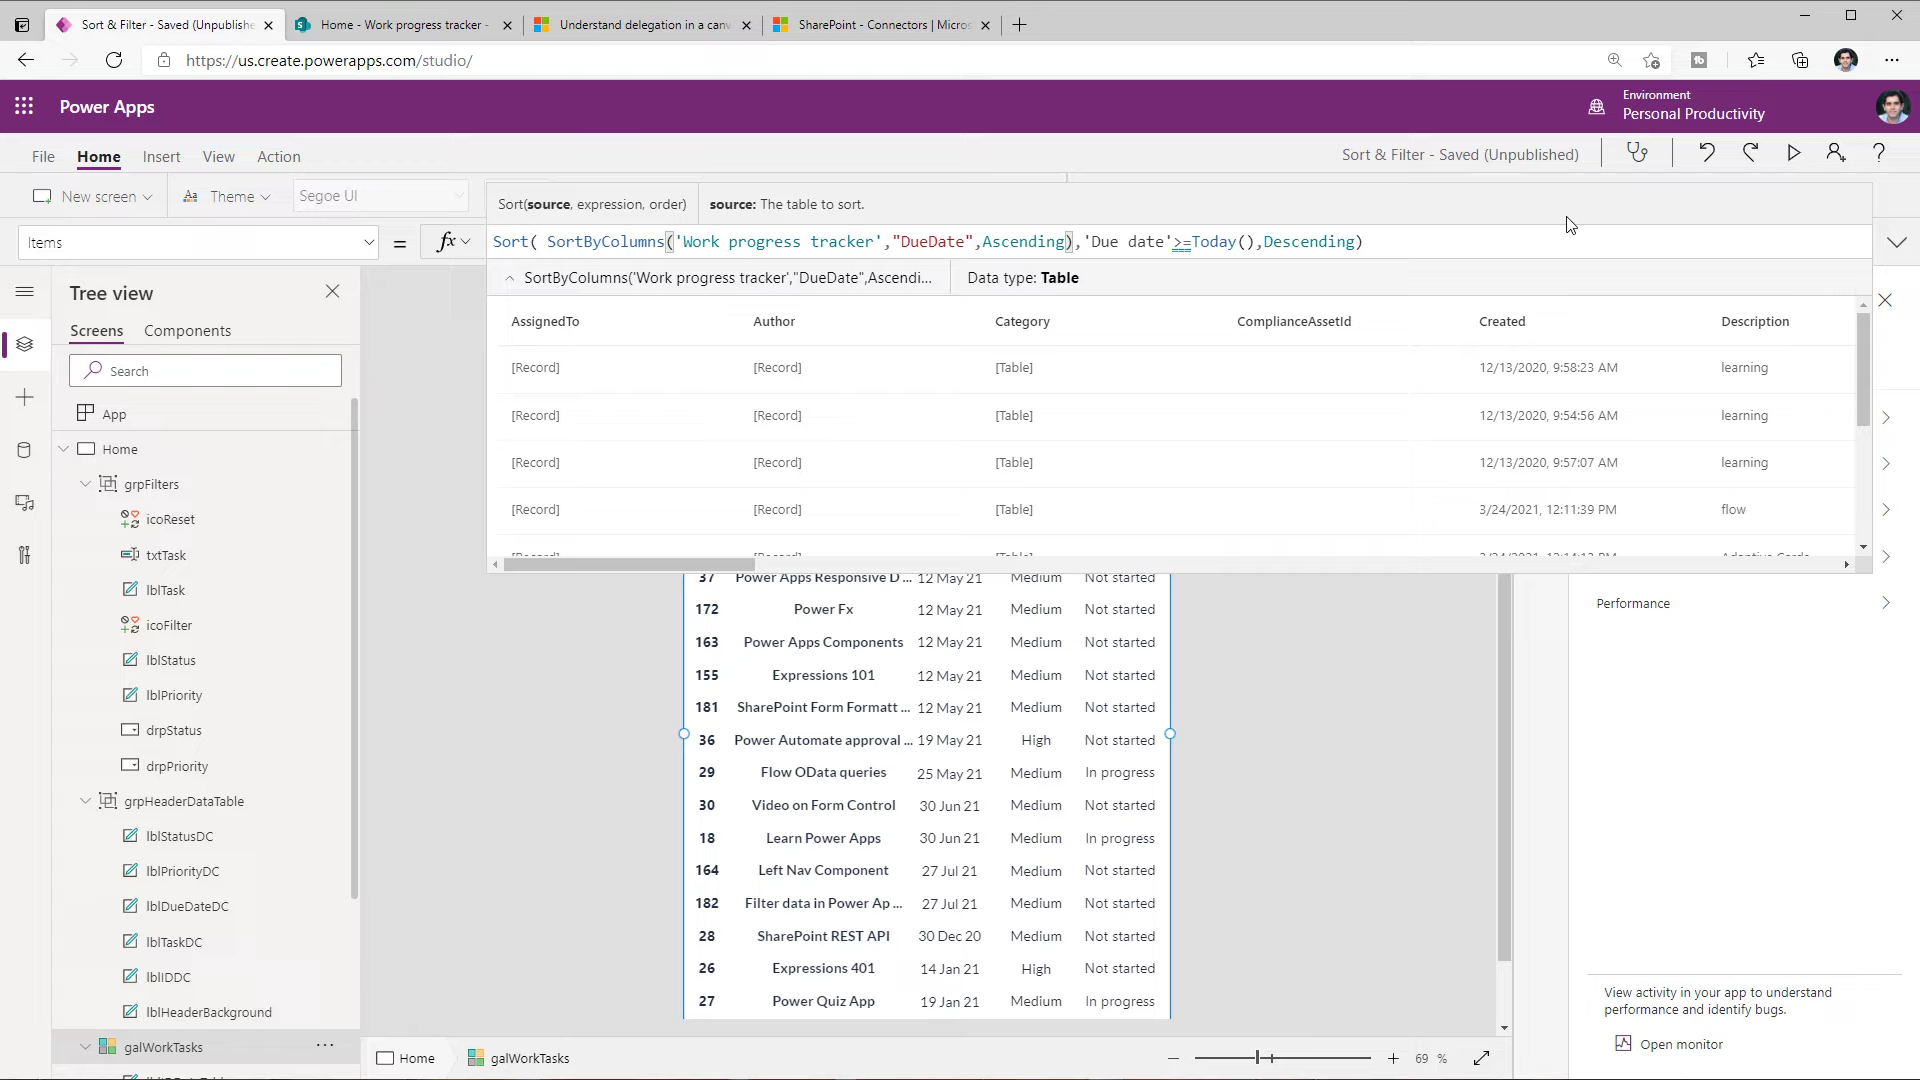 Sort & Filter - Saved (Unpublishe
Home - Work progress tracker -
Understand delegation in a canv
SharePoint - Connectors | Micros
https://us.create.powerapps.com/studio/
Power Apps
Environment
Personal Productivity
File
Home
Insert
View
Action
Sort & Filter - Saved (Unpublished)
New screen
Theme
Segoe UI
Sort(source, expression, order)
source: The table to sort.
Items
=
fx
Sort( SortByColumns('Work progress tracker',"DueDate",Ascending),'Due date'>=Today(),Descending)
SortByColumns('Work progress tracker',"DueDate",Ascendi...
Data type: Table
Tree view
Screens
Components
Search
App
Home
grpFilters
icoReset
txtTask
lblTask
icoFilter
lblStatus
lblPriority
drpStatus
drpPriority
grpHeaderDataTable
lblStatusDC
lblPriorityDC
lblDueDateDC
lblTaskDC
lblIDDC
lblHeaderBackground
galWorkTasks
AssignedTo Author Category ComplianceAssetId Created Description
[Record] [Record] [Table] 12/13/2020, 9:58:23 AM learning
[Record] [Record] [Table] 12/13/2020, 9:54:56 AM learning
[Record] [Record] [Table] 12/13/2020, 9:57:07 AM learning
[Record] [Record] [Table] 3/24/2021, 12:11:39 PM flow
37 Power Apps Responsive D ... 12 May 21 Medium Not started
172 Power Fx 12 May 21 Medium Not started
163 Power Apps Components 12 May 21 Medium Not started
155 Expressions 101 12 May 21 Medium Not started
181 SharePoint Form Formatt ... 12 May 21 Medium Not started
36 Power Automate approval ... 19 May 21 High Not started
29 Flow OData queries 25 May 21 Medium In progress
30 Video on Form Control 30 Jun 21 Medium Not started
18 Learn Power Apps 30 Jun 21 Medium In progress
164 Left Nav Component 27 Jul 21 Medium Not started
182 Filter data in Power Ap ... 27 Jul 21 Medium Not started
28 SharePoint REST API 30 Dec 20 Medium Not started
26 Expressions 401 14 Jan 21 High Not started
27 Power Quiz App 19 Jan 21 Medium In progress
Performance
View activity in your app to understand
performance and identify bugs.
Open monitor
Home
galWorkTasks
69 %